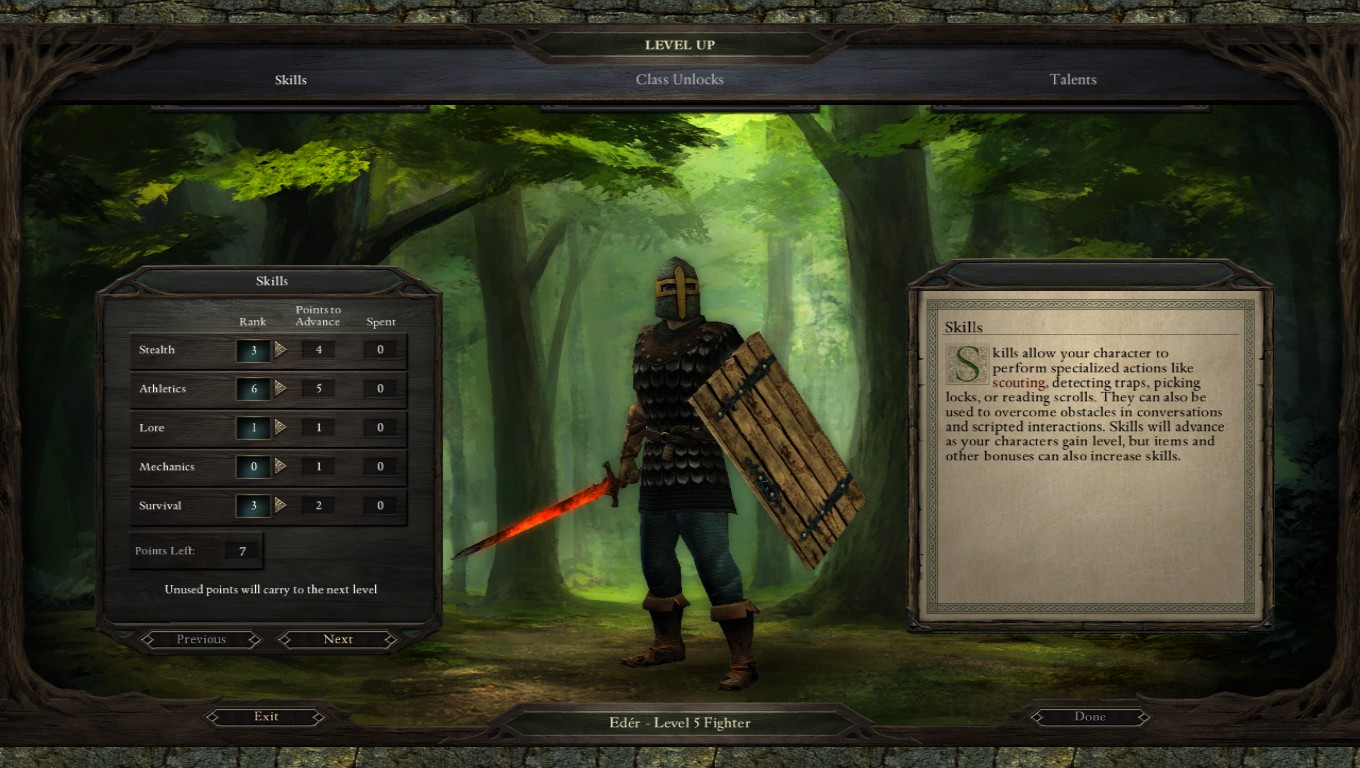 LEVEL UP
Skills
Class Unlocks
Talents
Skills
Rank
Points to
Advance
Spent
Stealth 3 4 0
Athletics 6 5 0
Lore 1 1 0
Mechanics 0 1 0
Survival 3 2 0
Points Left: 7
Unused points will carry to the next level
Previous
Next
Skills
Skills allow your character to
perform specialized actions like
scouting, detecting traps, picking
locks, or reading scrolls. They can also be
used to overcome obstacles in conversations
and scripted interactions. Skills will advance
as your characters gain level, but items and
other bonuses can also increase skills.
Exit
Edér - Level 5 Fighter
Done